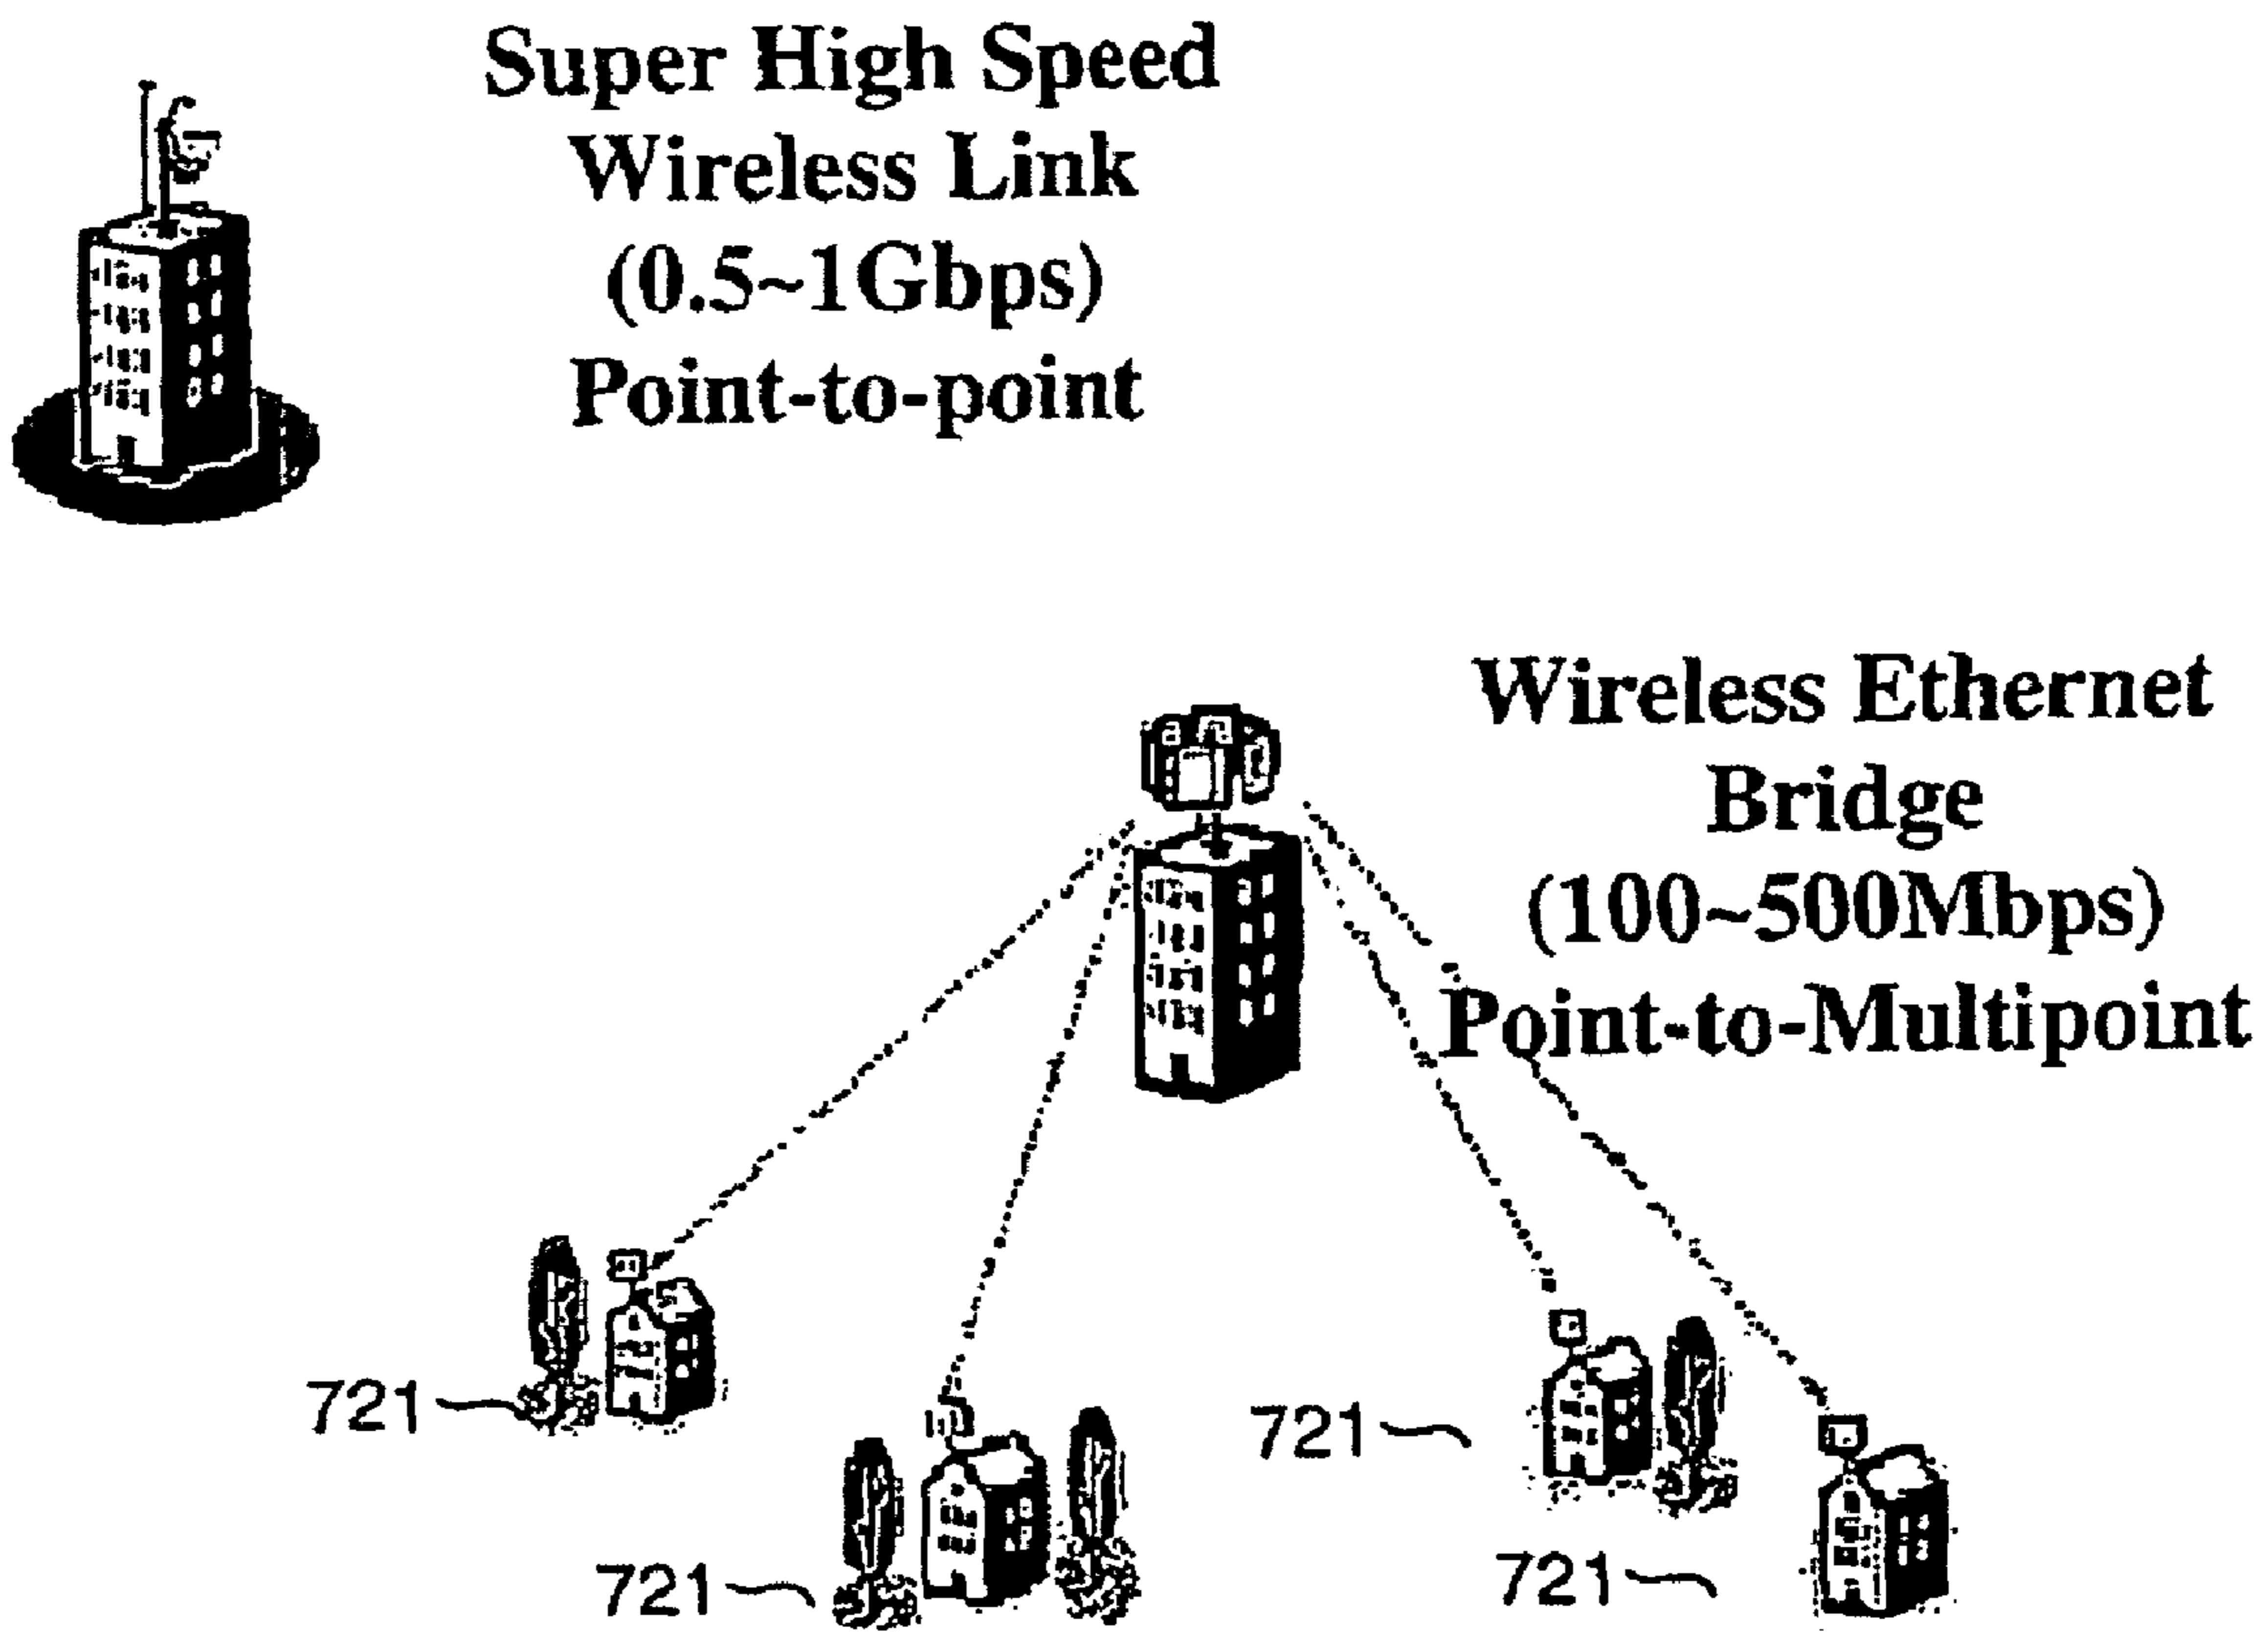 Super High Speed
Wireless Link
(0.5~1Gbps)
Point-to-point
Wireless Ethernet
Bridge
(100~500Mbps)
Point-to-Multipoint
721
721
721
721